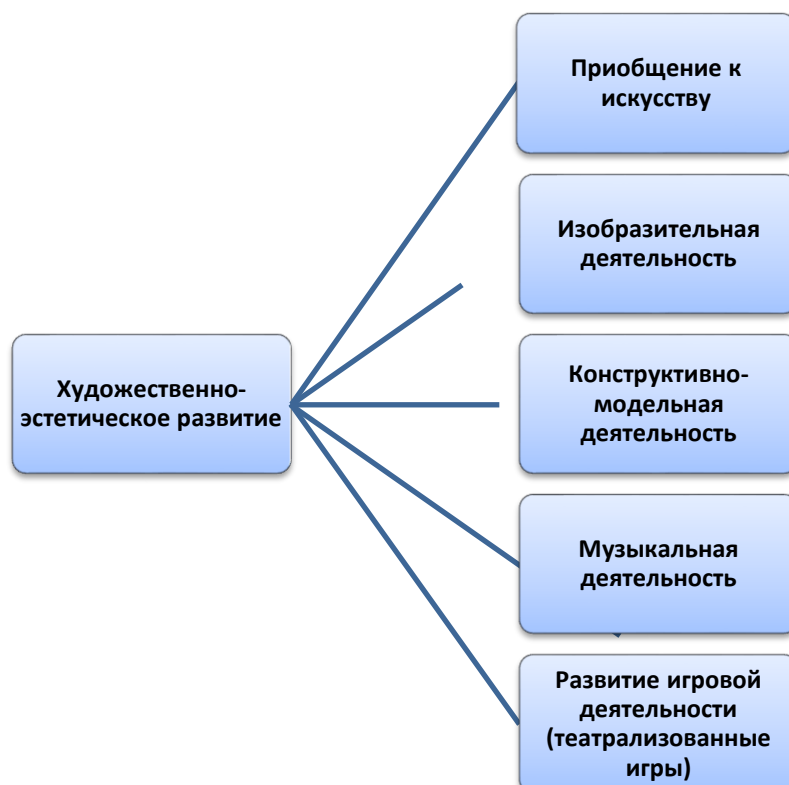 Приобщение к
искусству
Изобразительная
деятельность
Художественно-
эстетическое развитие
Конструктивно-
модельная
деятельность
Музыкальная
деятельность
Развитие игровой
деятельности
(театрализованные
игры)